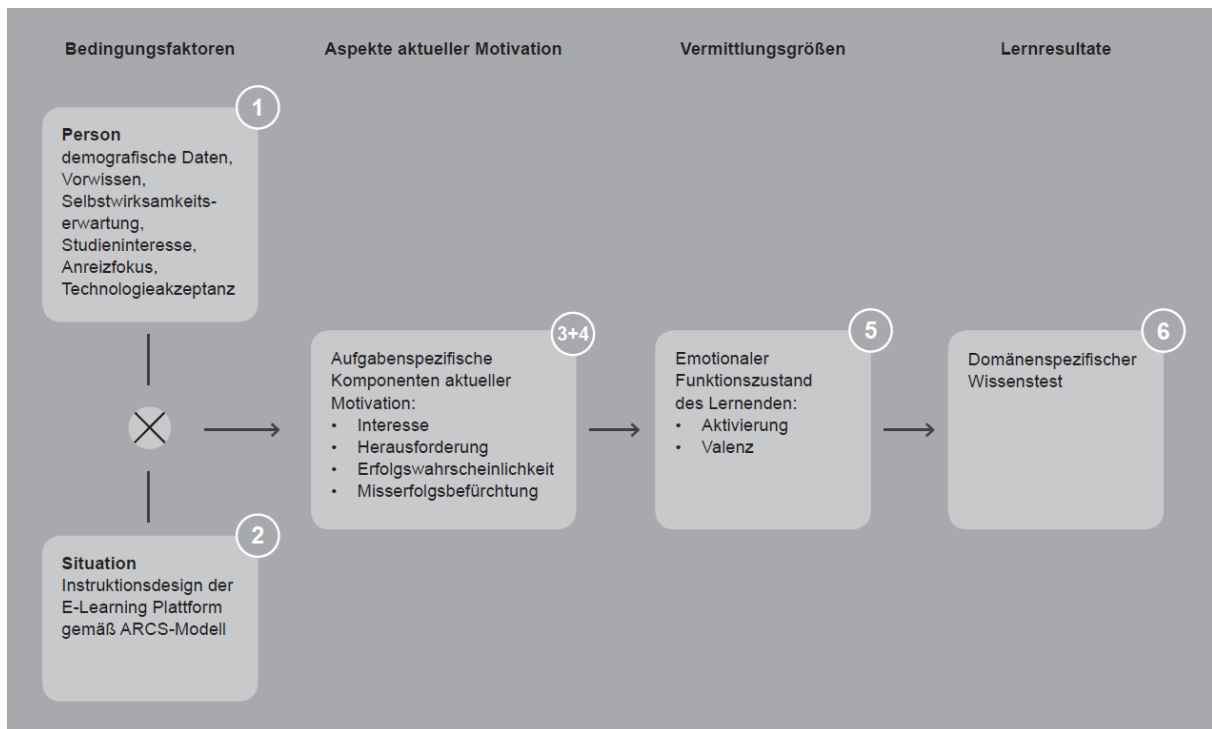 Bedingungsfaktoren
Aspekte aktueller Motivation
Vermittlungsgrößen
Lernresultate
1
Person
demografische Daten,
Vorwissen,
Selbstwirksamkeits-
erwartung,
Studieninteresse,
Anreizfokus,
Technologieakzeptanz
2
Situation
Instruktionsdesign der
E-Learning Plattform
gemäß ARCS-Modell
3+4
Aufgabenspezifische
Komponenten aktueller
Motivation:
• Interesse
• Herausforderung
• Erfolgswahrscheinlichkeit
• Misserfolgsbefürchtung
5
Emotionaler
Funktionszustand
des Lernenden:
• Aktivierung
• Valenz
6
Domänenspezifischer
Wissenstest